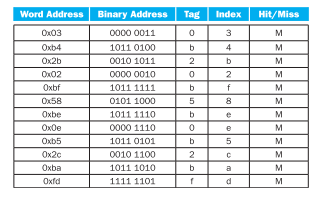 Word Address Binary Address Tag Index Hit/Miss
0x03 0000 0011 0 3 M
0xb4 1011 0100 b 4 M
0x2b 0010 1011 2 b M
0x02 0000 0010 0 2 M
0xbf 1011 1111 b f M
0x58 0101 1000 5 8 M
0xbe 1011 1110 b e M
0x0e 0000 1110 0 e M
0xb5 1011 0101 b 5 M
0x2c 0010 1100 2 c M
0xba 1011 1010 b a M
0xfd 1111 1101 f d M